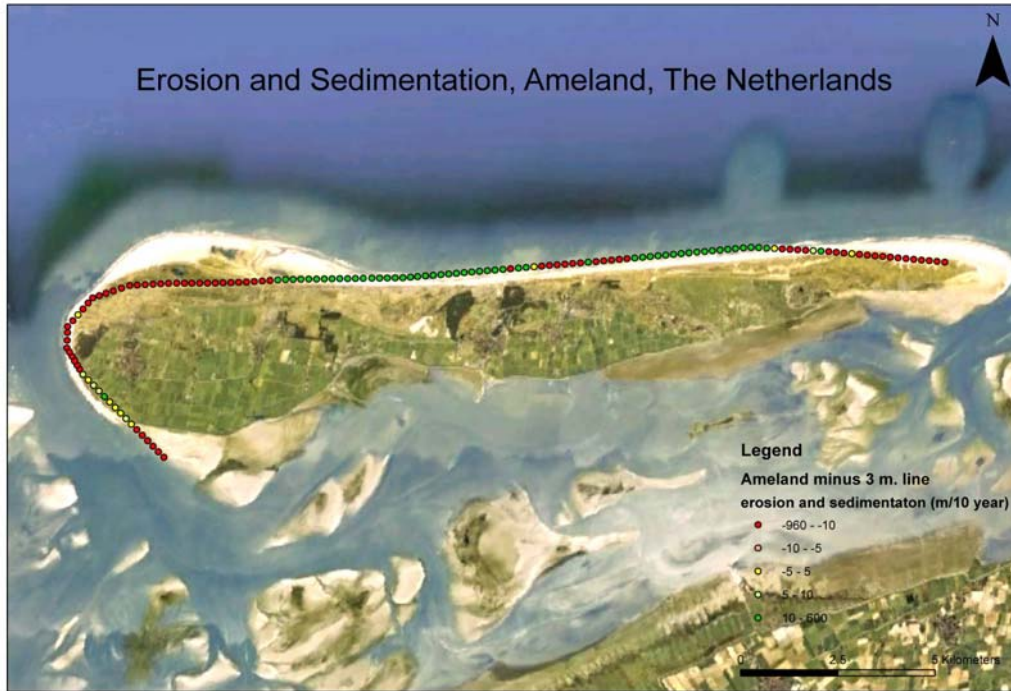 N
Erosion and Sedimentation, Ameland, The Netherlands
Legend
Ameland minus 3 m. line
erosion and sedimentaton (m/10 year)
-960 - -10
-10 - -5
-5 - 5
5 - 10
10 - 600
0 2.5 5 Kilometers